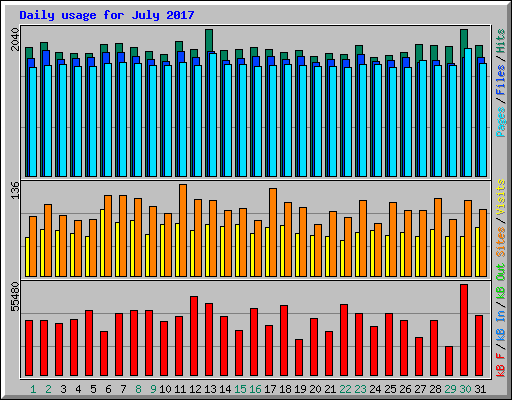 Daily usage for July 2017
2040
Pages / Files / Hits
136
Sites / Visits
55480
kB F / kB In / kB Out
1 2 3 4 5 6 7 8 9 10 11 12 13 14 15 16 17 18 19 20 21 22 23 24 25 26 27 28 29 30 31